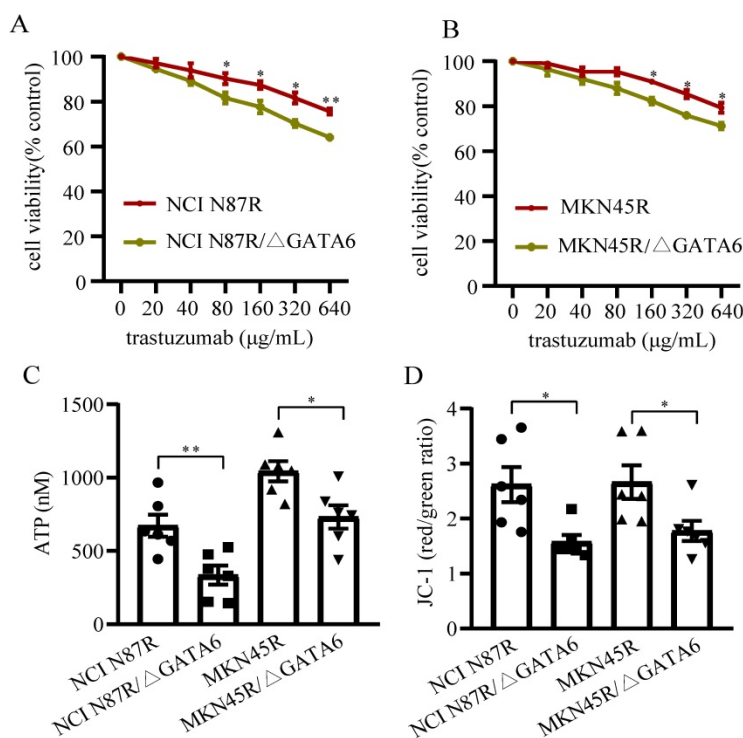 A
cell viability(% control)
100
80
60
40
20
0
* * * **
NCI N87R
NCI N87R/△GATA6
0 20 40 80 160 320 640
trastuzumab (μg/mL)
B
cell viability(% control)
100
80
60
40
20
0
* * *
MKN45R
MKN45R/△GATA6
0 20 40 80 160 320 640
trastuzumab (μg/mL)
C
ATP (nM)
1500
1000
500
0
**
*
NCI N87R
NCI N87R/△GATA6
MKN45R
MKN45R/△GATA6
D
JC-1 (red/green ratio)
4
3
2
1
0
*
*
NCI N87R
NCI N87R/△GATA6
MKN45R
MKN45R/△GATA6